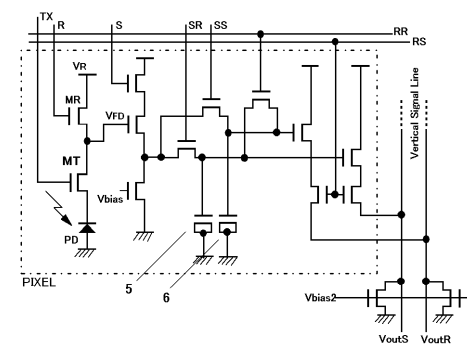 TX
R
S
SR SS
RR
RS
VR
MR
VFD
MT
Vbias
PD
5
6
PIXEL
Vertical Signal Line
Vbias2
VoutS VoutR